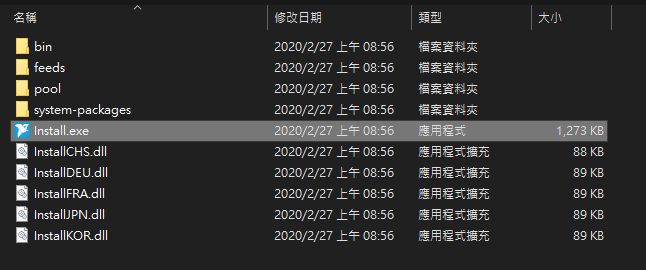 名稱 修改日期 類型 大小
bin 2020/2/27 上午 08:56 檔案資料夾
feeds 2020/2/27 上午 08:56 檔案資料夾
pool 2020/2/27 上午 08:56 檔案資料夾
system-packages 2020/2/27 上午 08:56 檔案資料夾
Install.exe 2020/2/27 上午 08:56 應用程式 1,273 KB
InstallCHS.dll 2020/2/27 上午 08:56 應用程式擴充 88 KB
InstallDEU.dll 2020/2/27 上午 08:56 應用程式擴充 89 KB
InstallFRA.dll 2020/2/27 上午 08:56 應用程式擴充 89 KB
InstallJPN.dll 2020/2/27 上午 08:56 應用程式擴充 89 KB
InstallKOR.dll 2020/2/27 上午 08:56 應用程式擴充 89 KB